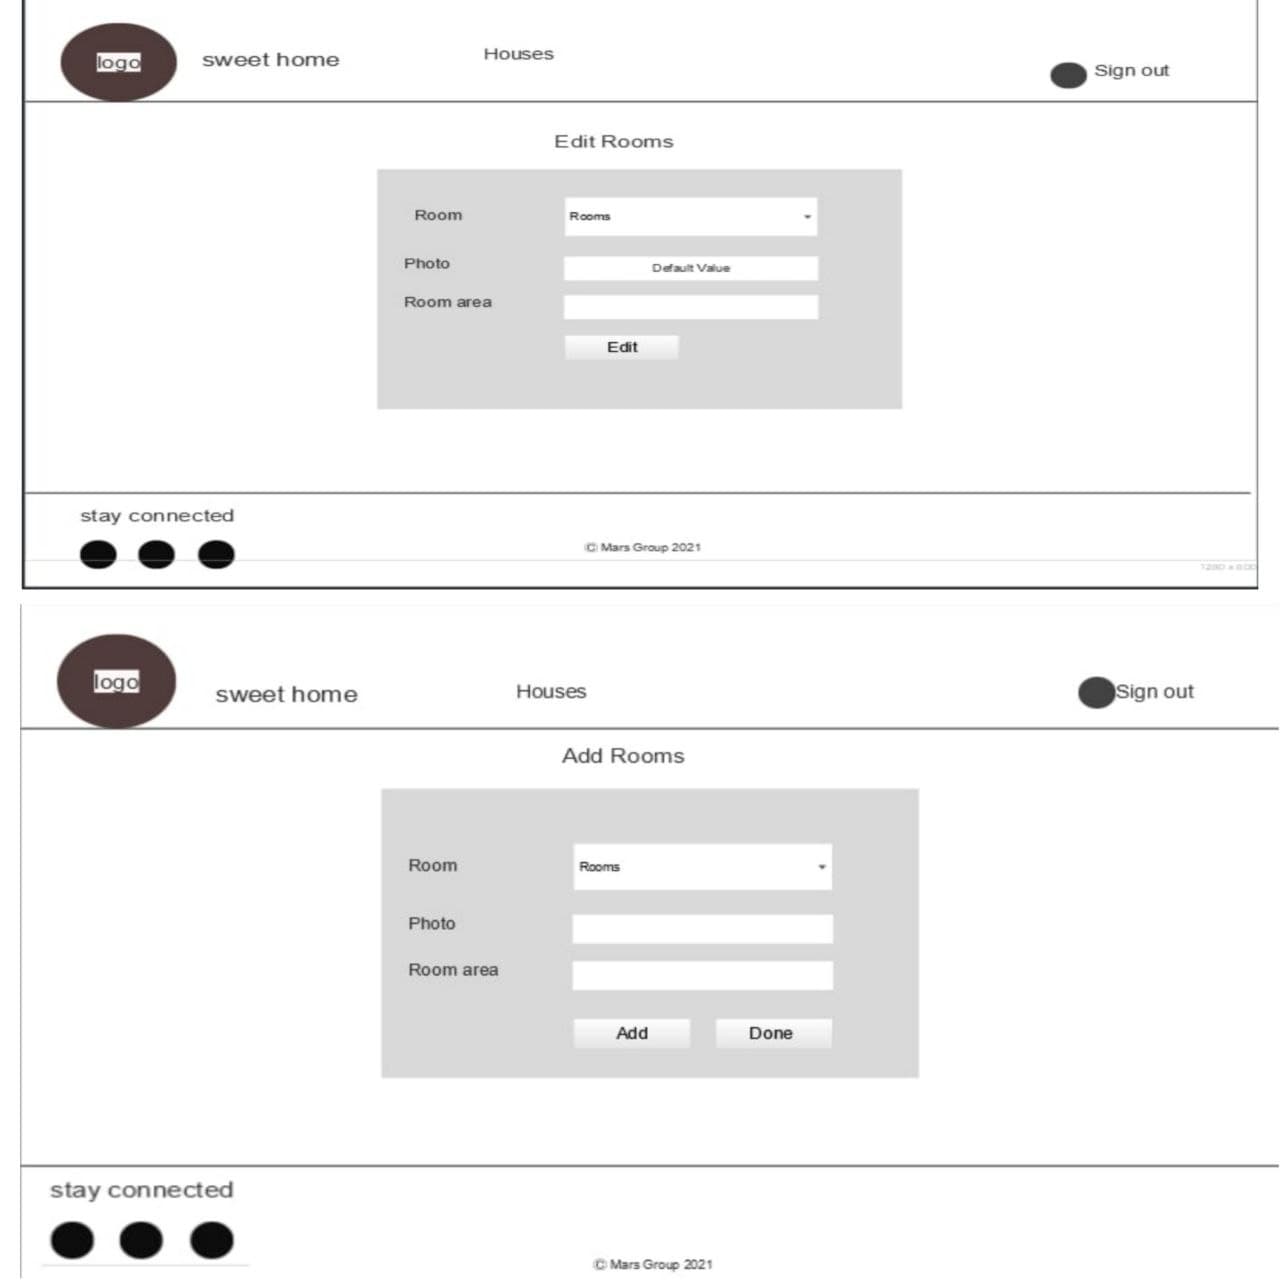 logo
sweet home
Houses
Sign out
Edit Rooms
Room
Rooms
Photo
Default Value
Room area
Edit
stay connected
© Mars Group 2021
1280 x 800
logo
sweet home
Houses
Sign out
Add Rooms
Room
Rooms
Photo
Room area
Add
Done
stay connected
© Mars Group 2021